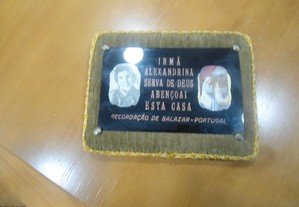 IRMÃ
ALEXANDRINA
SERVA DE DEUS
ABENÇOAI
ESTA CASA
RECORDAÇÃO DE BALAZAR-PORTUGAL